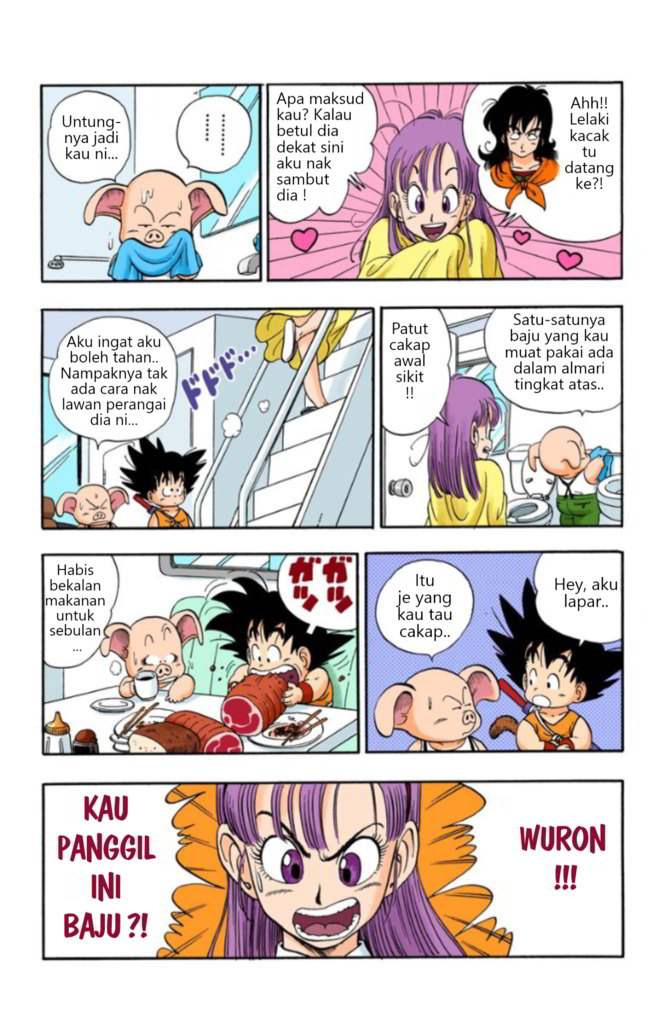 Ahh!!
Lelaki
kacak
tu
datang
ke?!
Apa maksud
kau? Kalau
betul dia
dekat sini
aku nak
sambut
dia !
......
Untung-
nya jadi
kau ni...
Satu-satunya
baju yang kau
muat pakai ada
dalam almari
tingkat atas..
Patut
cakap
awal
sikit
!!
ドドド...
Aku ingat aku
boleh tahan..
Nampaknya tak
ada cara nak
lawan perangai
dia ni...
Hey, aku
lapar..
Itu
je yang
kau tau
cakap..
ガツ
ガツ
Habis
bekalan
makanan
untuk
sebulan
...
WURON
!!!
KAU
PANGGIL
INI
BAJU ?!